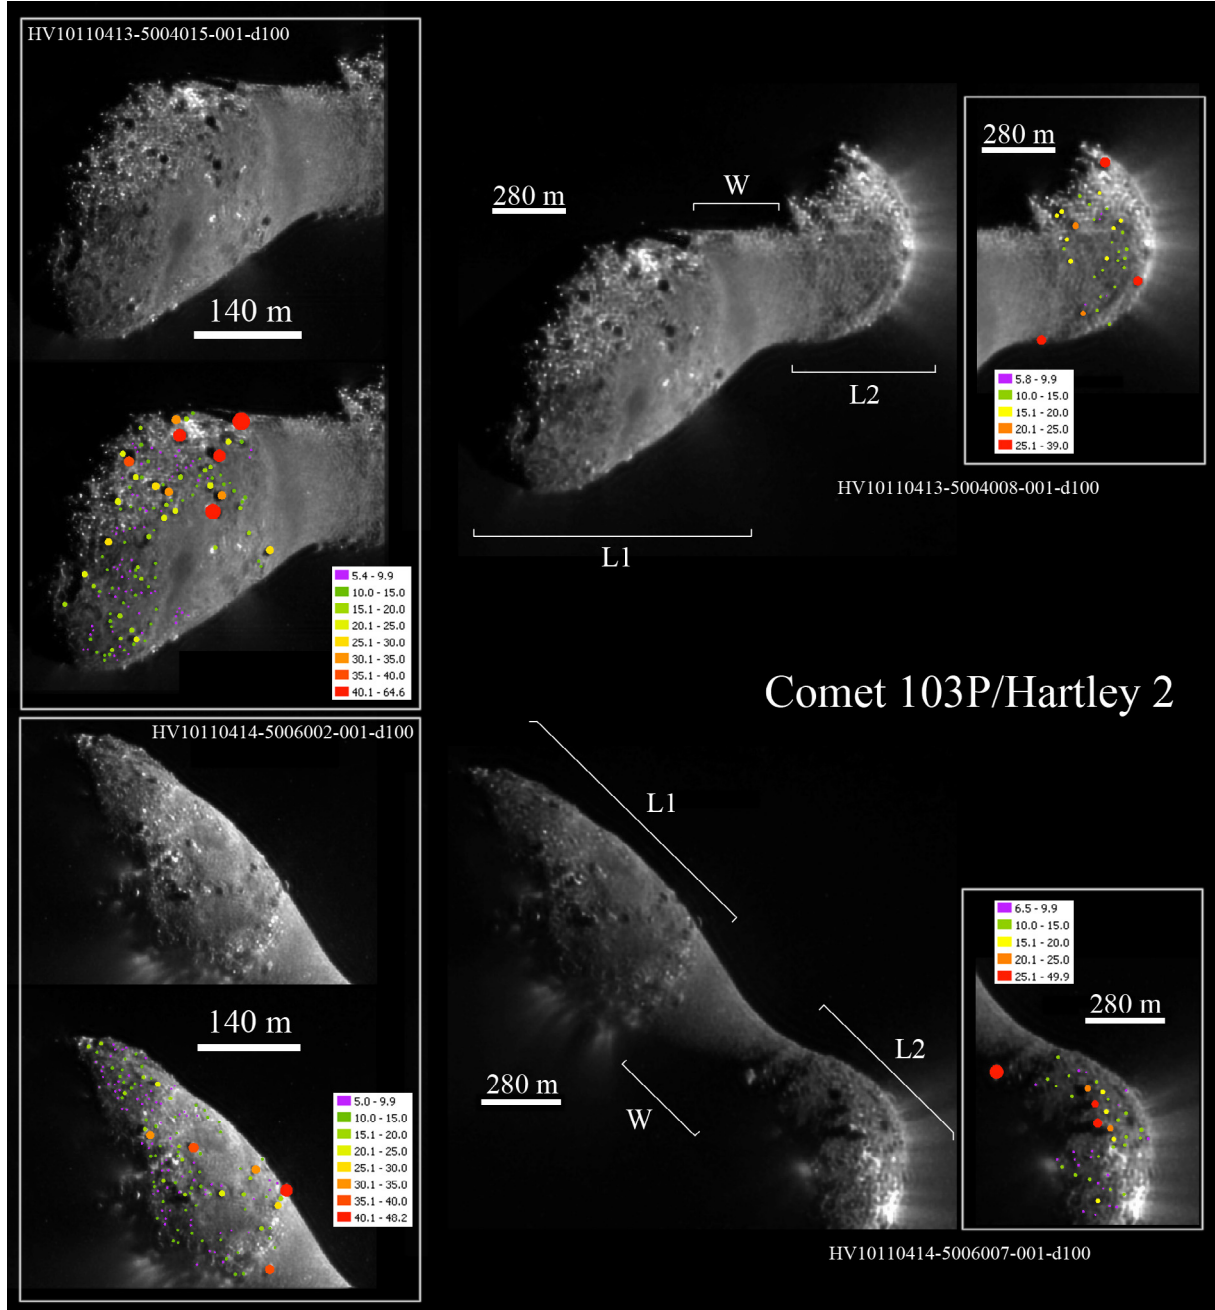 HV10110413-5004015-001-d100
140 m
5.4 - 9.9
10.0 - 15.0
15.1 - 20.0
20.1 - 25.0
25.1 - 30.0
30.1 - 35.0
35.1 - 40.0
40.1 - 64.6
280 m
W
L2
L1
280 m
5.8 - 9.9
10.0 - 15.0
15.1 - 20.0
20.1 - 25.0
25.1 - 39.0
HV10110413-5004008-001-d100
Comet 103P/Hartley 2
HV10110414-5006002-001-d100
140 m
5.0 - 9.9
10.0 - 15.0
15.1 - 20.0
20.1 - 25.0
25.1 - 30.0
30.1 - 35.0
35.1 - 40.0
40.1 - 48.2
L1
L2
280 m
W
6.5 - 9.9
10.0 - 15.0
15.1 - 20.0
20.1 - 25.0
25.1 - 49.9
280 m
HV10110414-5006007-001-d100